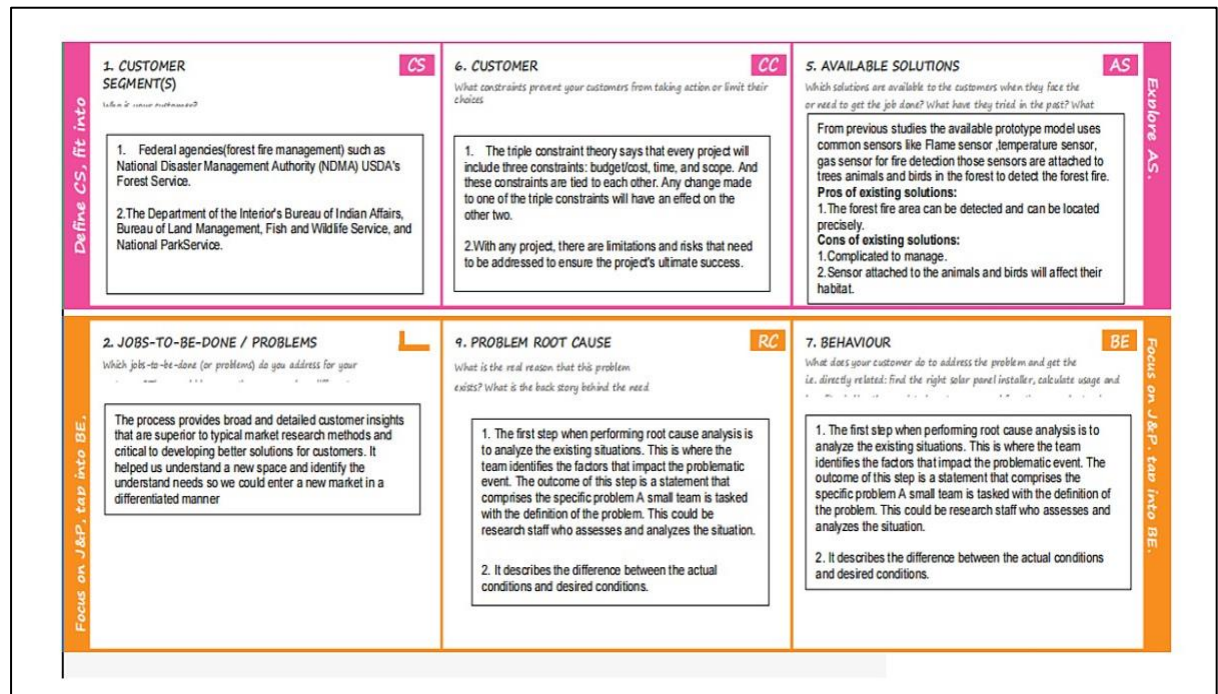 Define CS, fit into
1. CUSTOMER
SEGMENT(S)
CS
Who is your customer?
1. Federal agencies(forest fire management) such as
National Disaster Management Authority (NDMA) USDA's
Forest Service.
2.The Department of the Interior's Bureau of Indian Affairs,
Bureau of Land Management, Fish and Wildlife Service, and
National ParkService.
6. CUSTOMER
CC
What constraints prevent your customers from taking action or limit their
choices
1. The triple constraint theory says that every project will
include three constraints: budget/cost, time, and scope. And
these constraints are tied to each other. Any change made
to one of the triple constraints will have an effect on the
other two.
2.With any project, there are limitations and risks that need
to be addressed to ensure the project's ultimate success.
5. AVAILABLE SOLUTIONS
AS
Which solutions are available to the customers when they face the
or need to get the job done? What have they tried in the past? What
From previous studies the available prototype model uses
common sensors like Flame sensor ,temperature sensor,
gas sensor for fire detection those sensors are attached to
trees animals and birds in the forest to detect the forest fire.
Pros of existing solutions:
1.The forest fire area can be detected and can be located
precisely.
Cons of existing solutions:
1.Complicated to manage.
2.Sensor attached to the animals and birds will affect their
habitat.
Explore AS.
Focus on J&P, tap into BE.
2. JOBS-TO-BE-DONE / PROBLEMS
Which jobs-to-be-done (or problems) do you address for your
The process provides broad and detailed customer insights
that are superior to typical market research methods and
critical to developing better solutions for customers. It
helped us understand a new space and identify the
understand needs so we could enter a new market in a
differentiated manner
9. PROBLEM ROOT CAUSE
RC
What is the real reason that this problem
exists? What is the back story behind the need
1. The first step when performing root cause analysis is
to analyze the existing situations. This is where the
team identifies the factors that impact the problematic
event. The outcome of this step is a statement that
comprises the specific problem A small team is tasked
with the definition of the problem. This could be
research staff who assesses and analyzes the situation.
2. It describes the difference between the actual
conditions and desired conditions.
7. BEHAVIOUR
BE
What does your customer do to address the problem and get the
i.e. directly related: find the right solar panel installer, calculate usage and
1. The first step when performing root cause analysis is
to analyze the existing situations. This is where the team
identifies the factors that impact the problematic event. The
outcome of this step is a statement that comprises the
specific problem A small team is tasked with the definition of
the problem. This could be research staff who assesses and
analyzes the situation.
2. It describes the difference between the actual conditions
and desired conditions.
Focus on J&P, tap into BE.